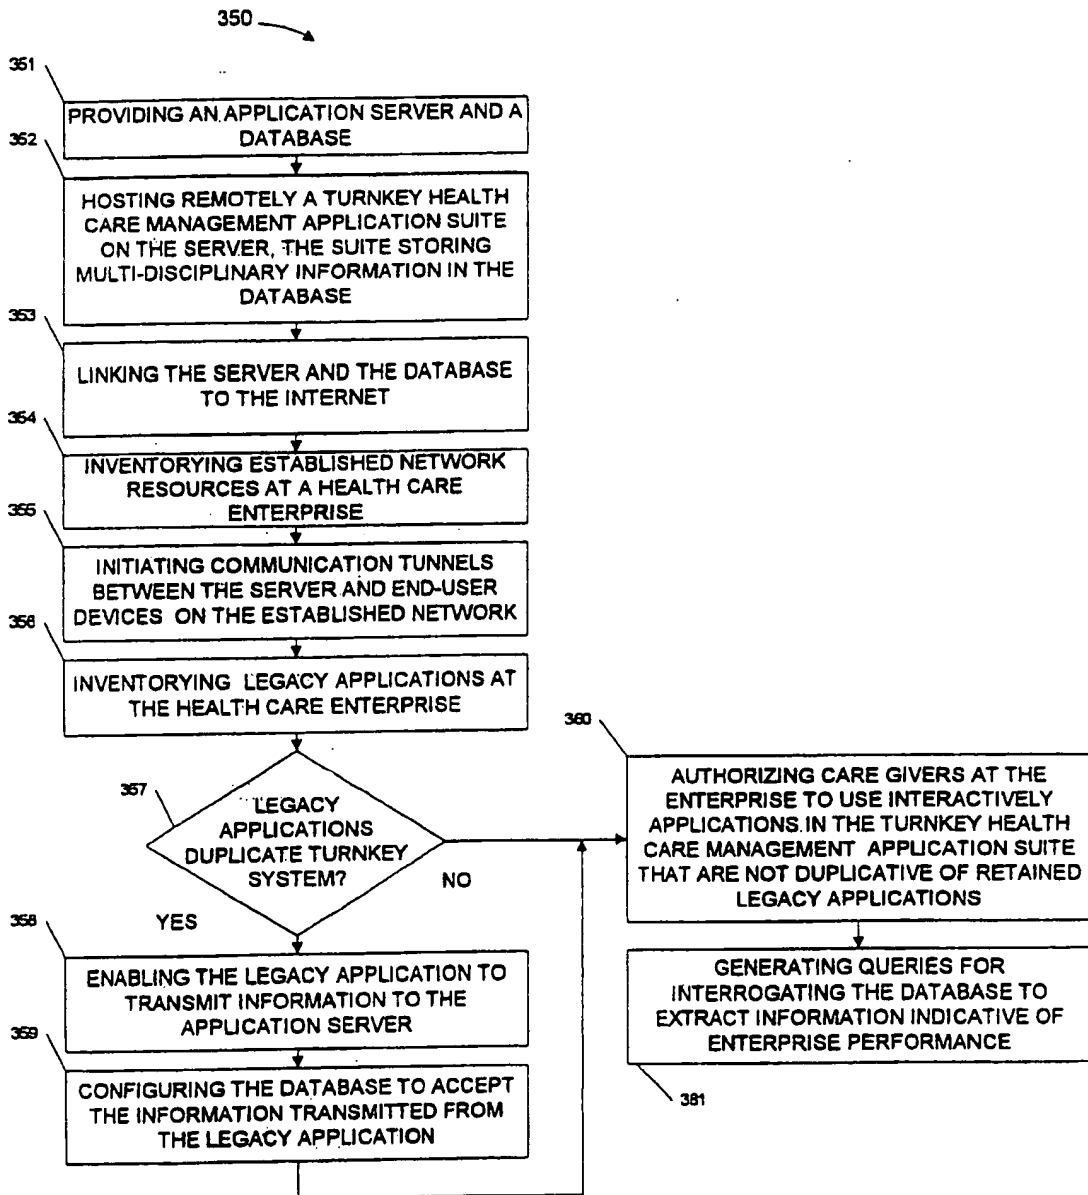 350
351
PROVIDING AN APPLICATION SERVER AND A
DATABASE
352
HOSTING REMOTELY A TURNKEY HEALTH
CARE MANAGEMENT APPLICATION SUITE
ON THE SERVER, THE SUITE STORING
MULTI-DISCIPLINARY INFORMATION IN THE
DATABASE
353
LINKING THE SERVER AND THE DATABASE
TO THE INTERNET
354
INVENTORYING ESTABLISHED NETWORK
RESOURCES AT A HEALTH CARE
ENTERPRISE
355
INITIATING COMMUNICATION TUNNELS
BETWEEN THE SERVER AND END-USER
DEVICES ON THE ESTABLISHED NETWORK
356
INVENTORYING LEGACY APPLICATIONS AT
THE HEALTH CARE ENTERPRISE
357
LEGACY
APPLICATIONS
DUPLICATE TURNKEY
SYSTEM?
NO
YES
358
ENABLING THE LEGACY APPLICATION TO
TRANSMIT INFORMATION TO THE
APPLICATION SERVER
359
CONFIGURING THE DATABASE TO ACCEPT
THE INFORMATION TRANSMITTED FROM
THE LEGACY APPLICATION
360
AUTHORIZING CARE GIVERS AT THE
ENTERPRISE TO USE INTERACTIVELY
APPLICATIONS IN THE TURNKEY HEALTH
CARE MANAGEMENT APPLICATION SUITE
THAT ARE NOT DUPLICATIVE OF RETAINED
LEGACY APPLICATIONS
GENERATING QUERIES FOR
INTERROGATING THE DATABASE TO
EXTRACT INFORMATION INDICATIVE OF
ENTERPRISE PERFORMANCE
361